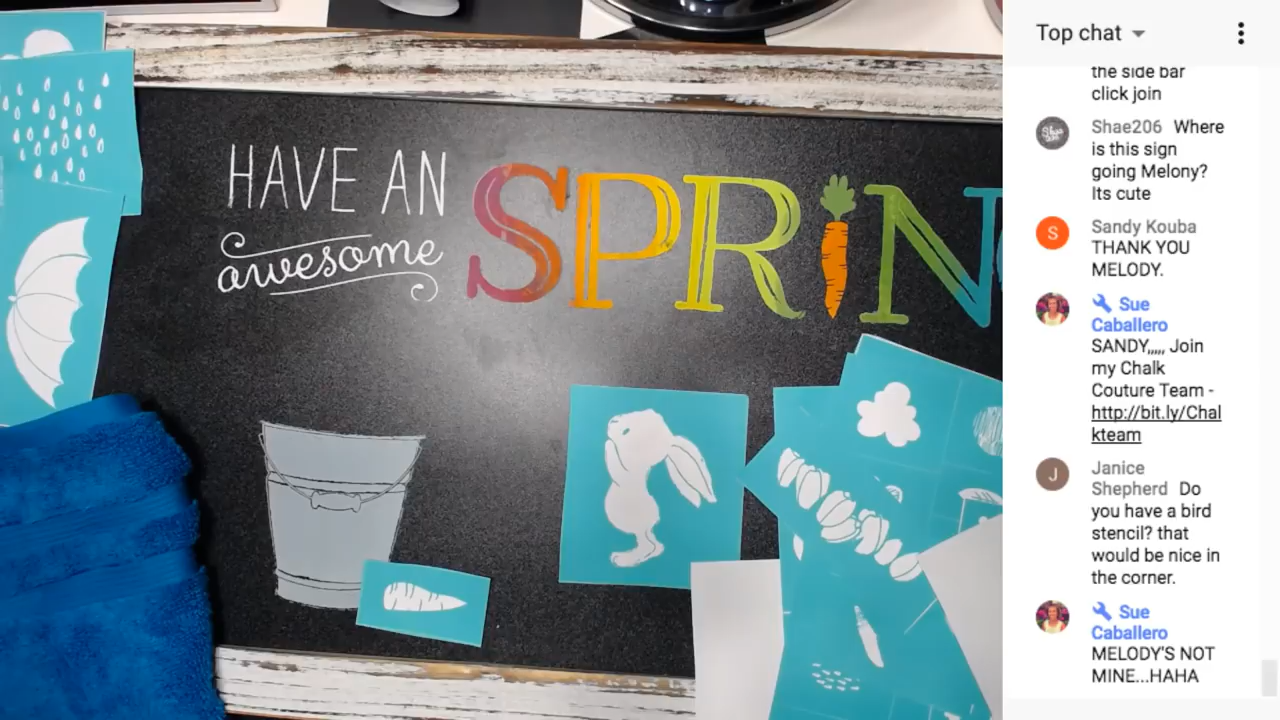 HAVE AN
awesome
SPRING
Top chat
the side bar
click join
Shae206 Where
is this sign
going Melony?
Its cute
Sandy Kouba
THANK YOU
MELODY.
Sue
Caballero
SANDY,,,,, Join
my Chalk
Couture Team -
http://bit.ly/Chal
kteam
Janice
Shepherd Do
you have a bird
stencil? that
would be nice in
the corner.
Sue
Caballero
MELODY'S NOT
MINE...HAHA